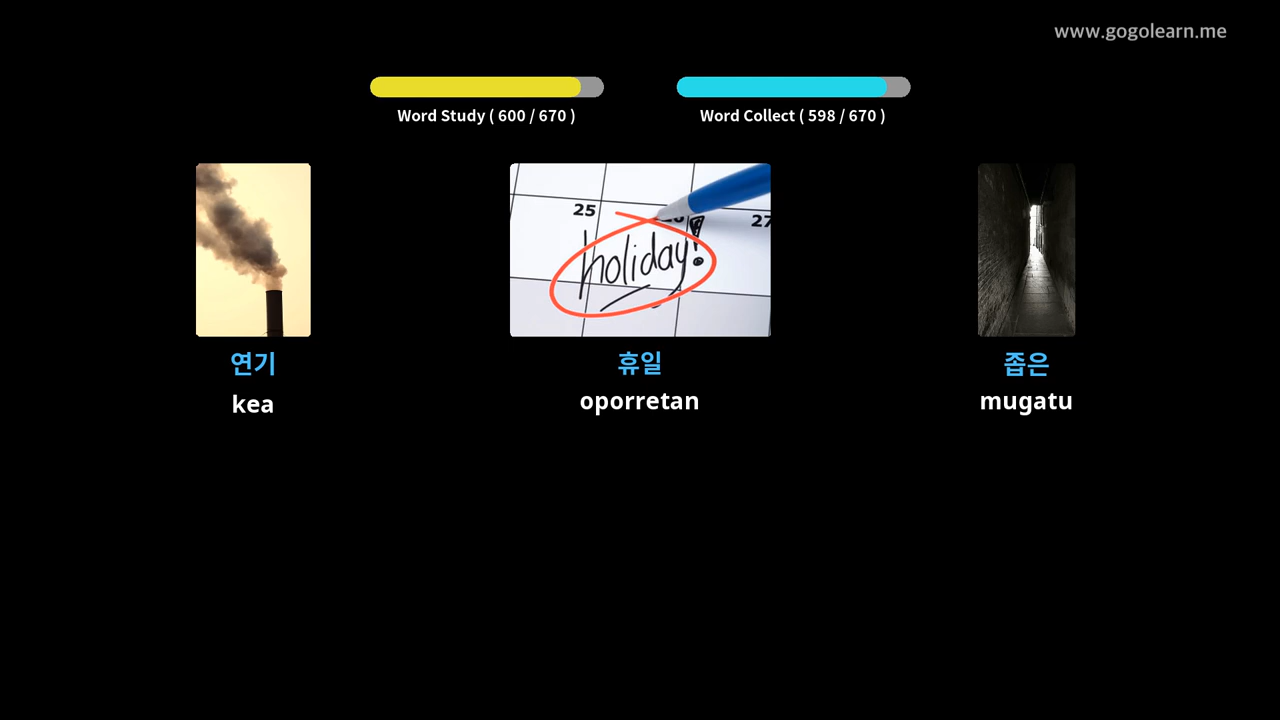 www.gogolearn.me
Word Study ( 600 / 670 )
Word Collect ( 598 / 670 )
25
27
holiday!
연기
kea
휴일
oporretan
좁은
mugatu